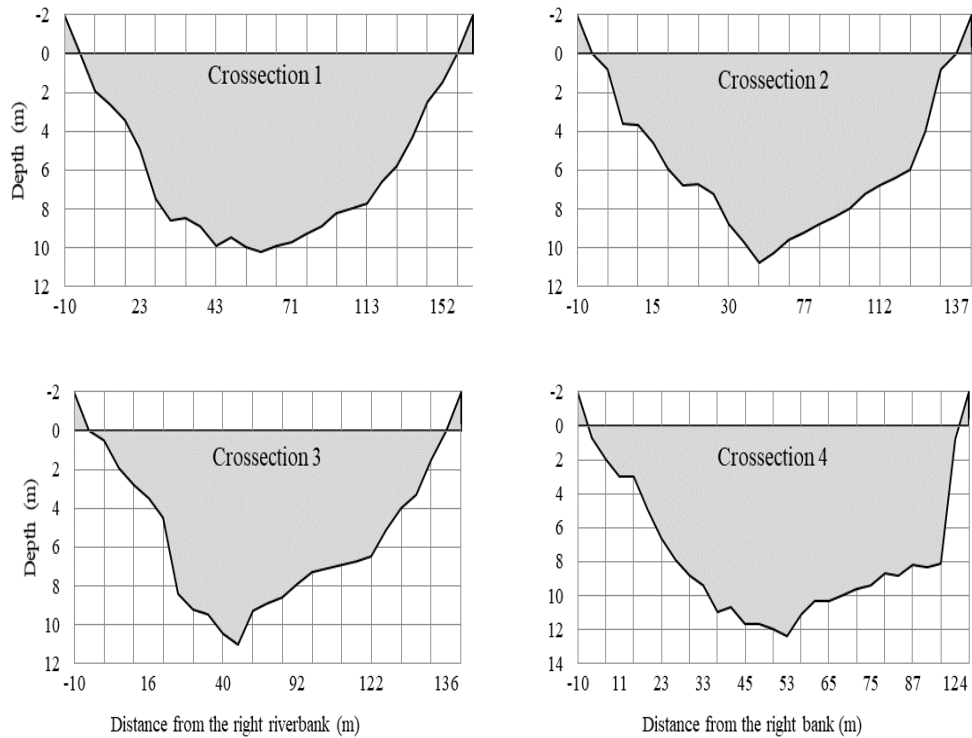 -2
0
2
4
6
8
10
12
Depth (m)
Crossection 1
-10 23 43 71 113 152
-2
0
2
4
6
8
10
12
Crossection 2
-10 15 30 77 112 137
-2
0
2
4
6
8
10
12
Depth (m)
Crossection 3
-10 16 40 92 122 136
Distance from the right riverbank (m)
-2
0
2
4
6
8
10
12
14
Crossection 4
-10 11 23 33 45 53 65 75 87 124
Distance from the right bank (m)